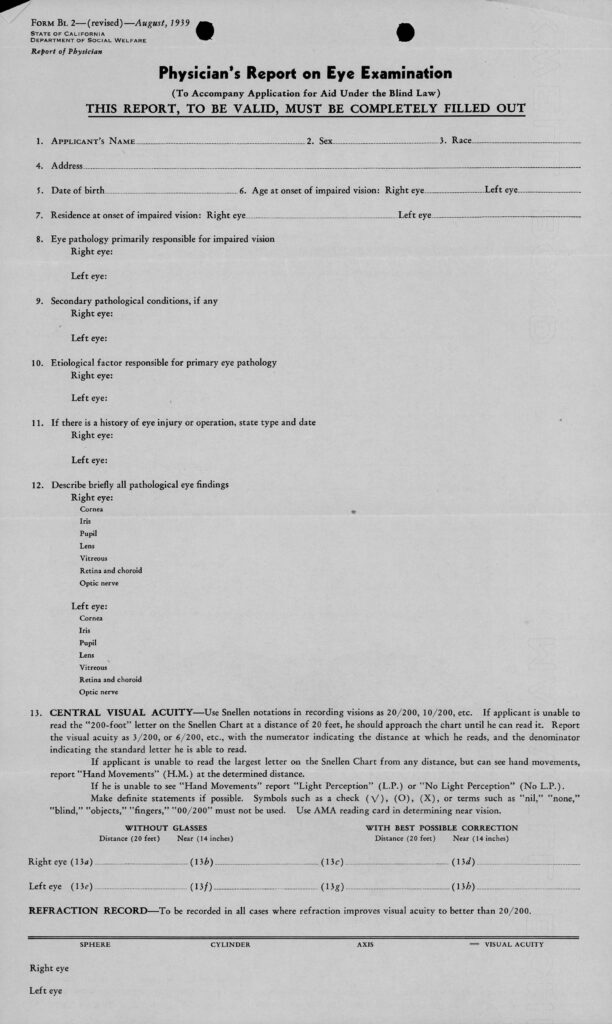 FORM BL 2—(revised)—August, 1939
STATE OF CALIFORNIA
DEPARTMENT OF SOCIAL WELFARE
Report of Physician
Physician's Report on Eye Examination
(To Accompany Application for Aid Under the Blind Law)
THIS REPORT, TO BE VALID, MUST BE COMPLETELY FILLED OUT
1. APPLICANT'S NAME 2. Sex 3. Race
4. Address
5. Date of birth 6. Age at onset of impaired vision: Right eye Left eye
7. Residence at onset of impaired vision: Right eye Left eye
8. Eye pathology primarily responsible for impaired vision
Right eye:
Left eye:
9. Secondary pathological conditions, if any
Right eye:
Left eye:
10. Etiological factor responsible for primary eye pathology
Right eye:
Left eye:
11. If there is a history of eye injury or operation, state type and date
Right eye:
Left eye:
12. Describe briefly all pathological eye findings
Right eye:
Cornea
Iris
Pupil
Lens
Vitreous
Retina and choroid
Optic nerve
Left eye:
Cornea
Iris
Pupil
Lens
Vitreous
Retina and choroid
Optic nerve
13. CENTRAL VISUAL ACUITY—Use Snellen notations in recording visions as 20/200, 10/200, etc. If applicant is unable to
read the "200-foot" letter on the Snellen Chart at a distance of 20 feet, he should approach the chart until he can read it. Report
the visual acuity as 3/200, or 6/200, etc., with the numerator indicating the distance at which he reads, and the denominator
indicating the standard letter he is able to read.
If applicant is unable to read the largest letter on the Snellen Chart from any distance, but can see hand movements,
report "Hand Movements" (H.M.) at the determined distance.
If he is unable to see "Hand Movements" report "Light Perception" (L.P.) or "No Light Perception" (No L.P.).
Make definite statements if possible. Symbols such as a check (√), (O), (X), or terms such as "nil," "none,"
"blind," "objects," "fingers," "00/200" must not be used. Use AMA reading card in determining near vision.
WITHOUT GLASSES WITH BEST POSSIBLE CORRECTION
Distance (20 feet) Near (14 inches) Distance (20 feet) Near (14 inches)
Right eye (13a) (13b) (13c) (13d)
Left eye (13e) (13f) (13g) (13h)
REFRACTION RECORD—To be recorded in all cases where refraction improves visual acuity to better than 20/200.
SPHERE CYLINDER AXIS — VISUAL ACUITY
Right eye
Left eye